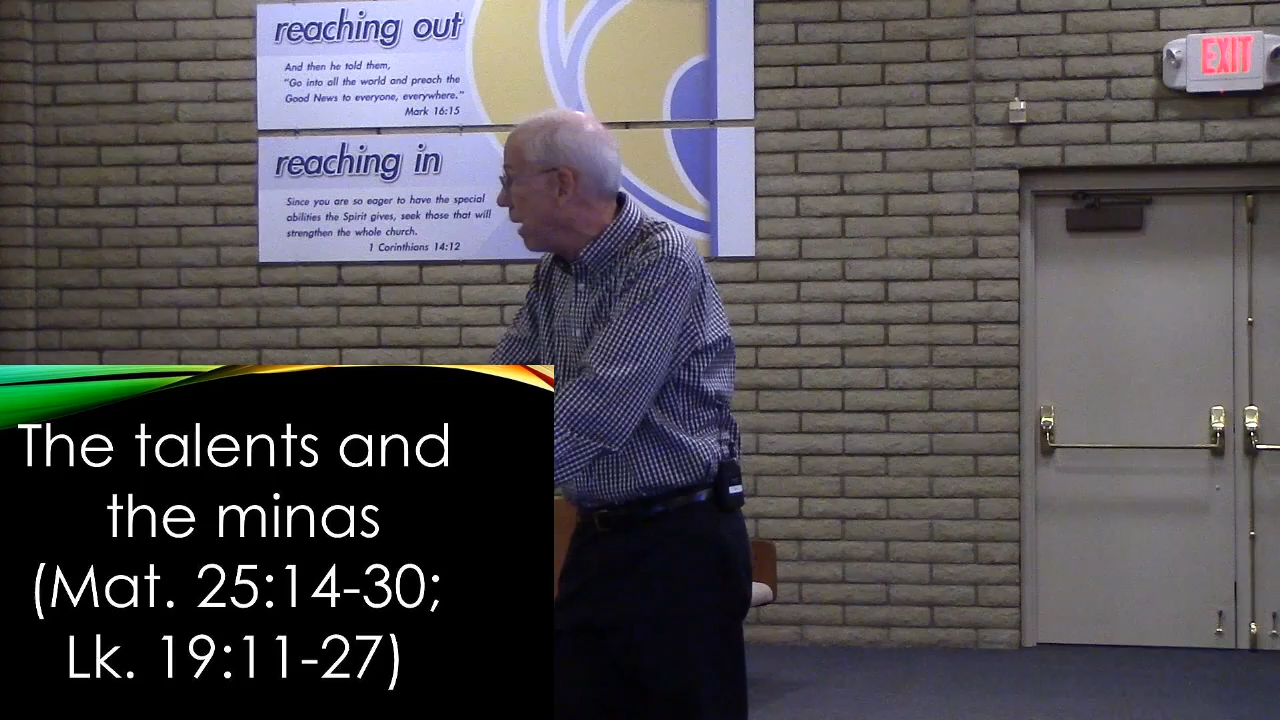 reaching out
And then he told them,
"Go into all the world and preach the
Good News to everyone, everywhere."
Mark 16:15
reaching in
Since you are so eager to have the special
abilities the Spirit gives, seek those that will
strengthen the whole church.
1 Corinthians 14:12
EXIT
The talents and
the minas
(Mat. 25:14-30;
Lk. 19:11-27)